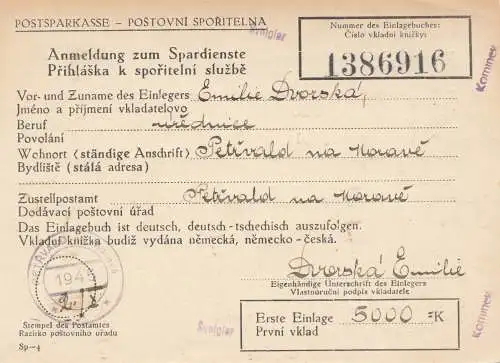 POSTSPARKASSE – POŠTOVNÍ SPOŘITELNA
Nummer des Einlagebuches:
Číslo vkladní knížky:
1386916
Anmeldung zum Spardienste
Přihláška k spořitelní službě
Vor- und Zuname des Einlegers Emilie Dvorská,
Jméno a příjmení vkladatelovo
Beruf úřednice
Povolání
Wohnort (ständige Anschrift) Petřvald na Moravě
Bydliště (stálá adresa)
Zustellpostamt Petřvald na Moravě
Dodávací poštovní úřad
Das Einlagebuch ist deutsch, deutsch-tschechisch auszufolgen.
Vkladní knížka budiž vydána německá, německo-česká.
194
2. IX
Dvorská Emilie
Eigenhändige Unterschrift des Einlegers
Vlastnoruční podpis vkladatele
Stempel des Postamtes
Razítko poštovního úřadu
Sp—4
Erste Einlage 5000 =K
První vklad